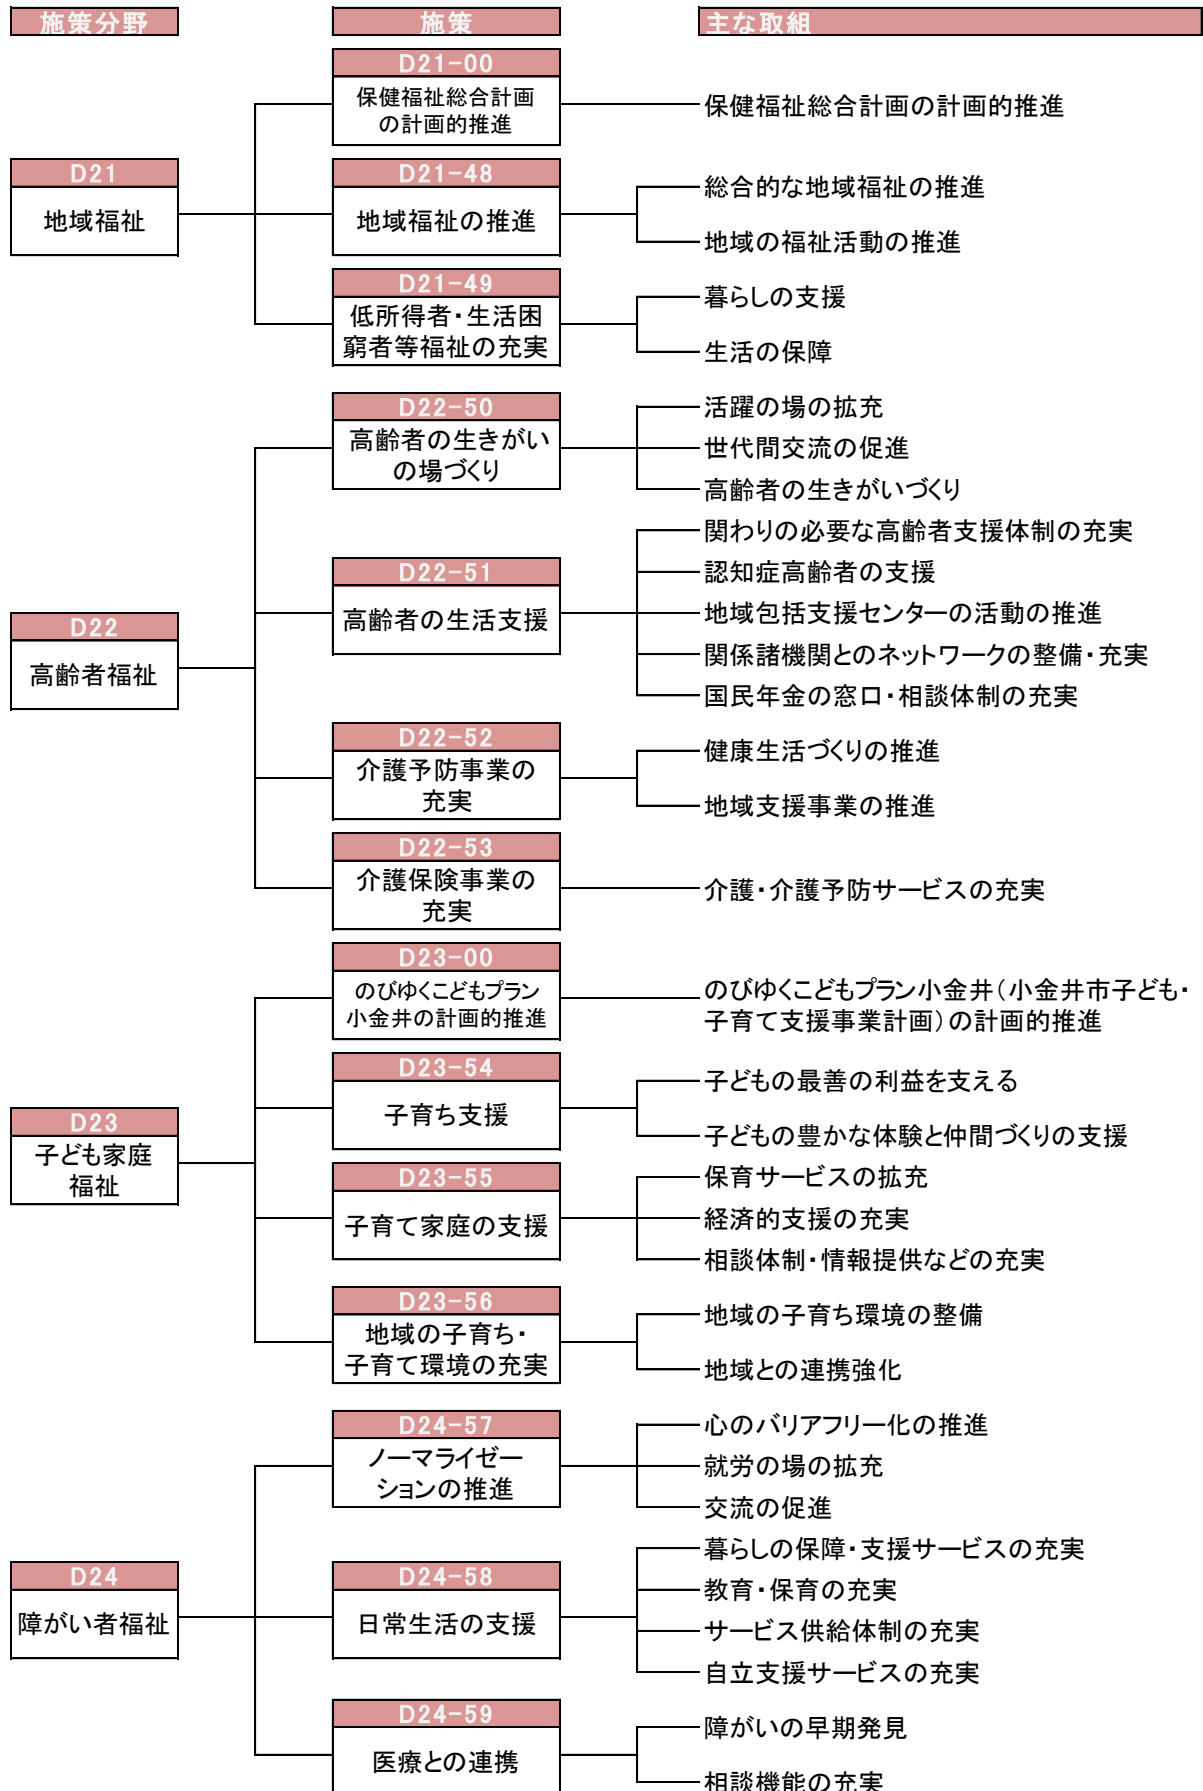 施策分野
施策
主な取組
D21-00
保健福祉総合計画
の計画的推進
保健福祉総合計画の計画的推進
D21
地域福祉
D21-48
地域福祉の推進
総合的な地域福祉の推進
地域の福祉活動の推進
D21-49
低所得者・生活困
窮者等福祉の充実
暮らしの支援
生活の保障
D22-50
高齢者の生きがい
の場づくり
活躍の場の拡充
世代間交流の促進
高齢者の生きがいづくり
D22
高齢者福祉
D22-51
高齢者の生活支援
関わりの必要な高齢者支援体制の充実
認知症高齢者の支援
地域包括支援センターの活動の推進
関係諸機関とのネットワークの整備・充実
国民年金の窓口・相談体制の充実
D22-52
介護予防事業の
充実
健康生活づくりの推進
地域支援事業の推進
D22-53
介護保険事業の
充実
介護・介護予防サービスの充実
D23-00
のびゆくこどもプラン
小金井の計画的推進
のびゆくこどもプラン小金井(小金井市子ども・
子育て支援事業計画)の計画的推進
D23
子ども家庭
福祉
D23-54
子育ち支援
子どもの最善の利益を支える
子どもの豊かな体験と仲間づくりの支援
D23-55
子育て家庭の支援
保育サービスの拡充
経済的支援の充実
相談体制・情報提供などの充実
D23-56
地域の子育ち・
子育て環境の充実
地域の子育ち環境の整備
地域との連携強化
D24-57
ノーマライゼー
ションの推進
心のバリアフリー化の推進
就労の場の拡充
交流の促進
D24
障がい者福祉
D24-58
日常生活の支援
暮らしの保障・支援サービスの充実
教育・保育の充実
サービス供給体制の充実
自立支援サービスの充実
D24-59
医療との連携
障がいの早期発見
相談機能の充実